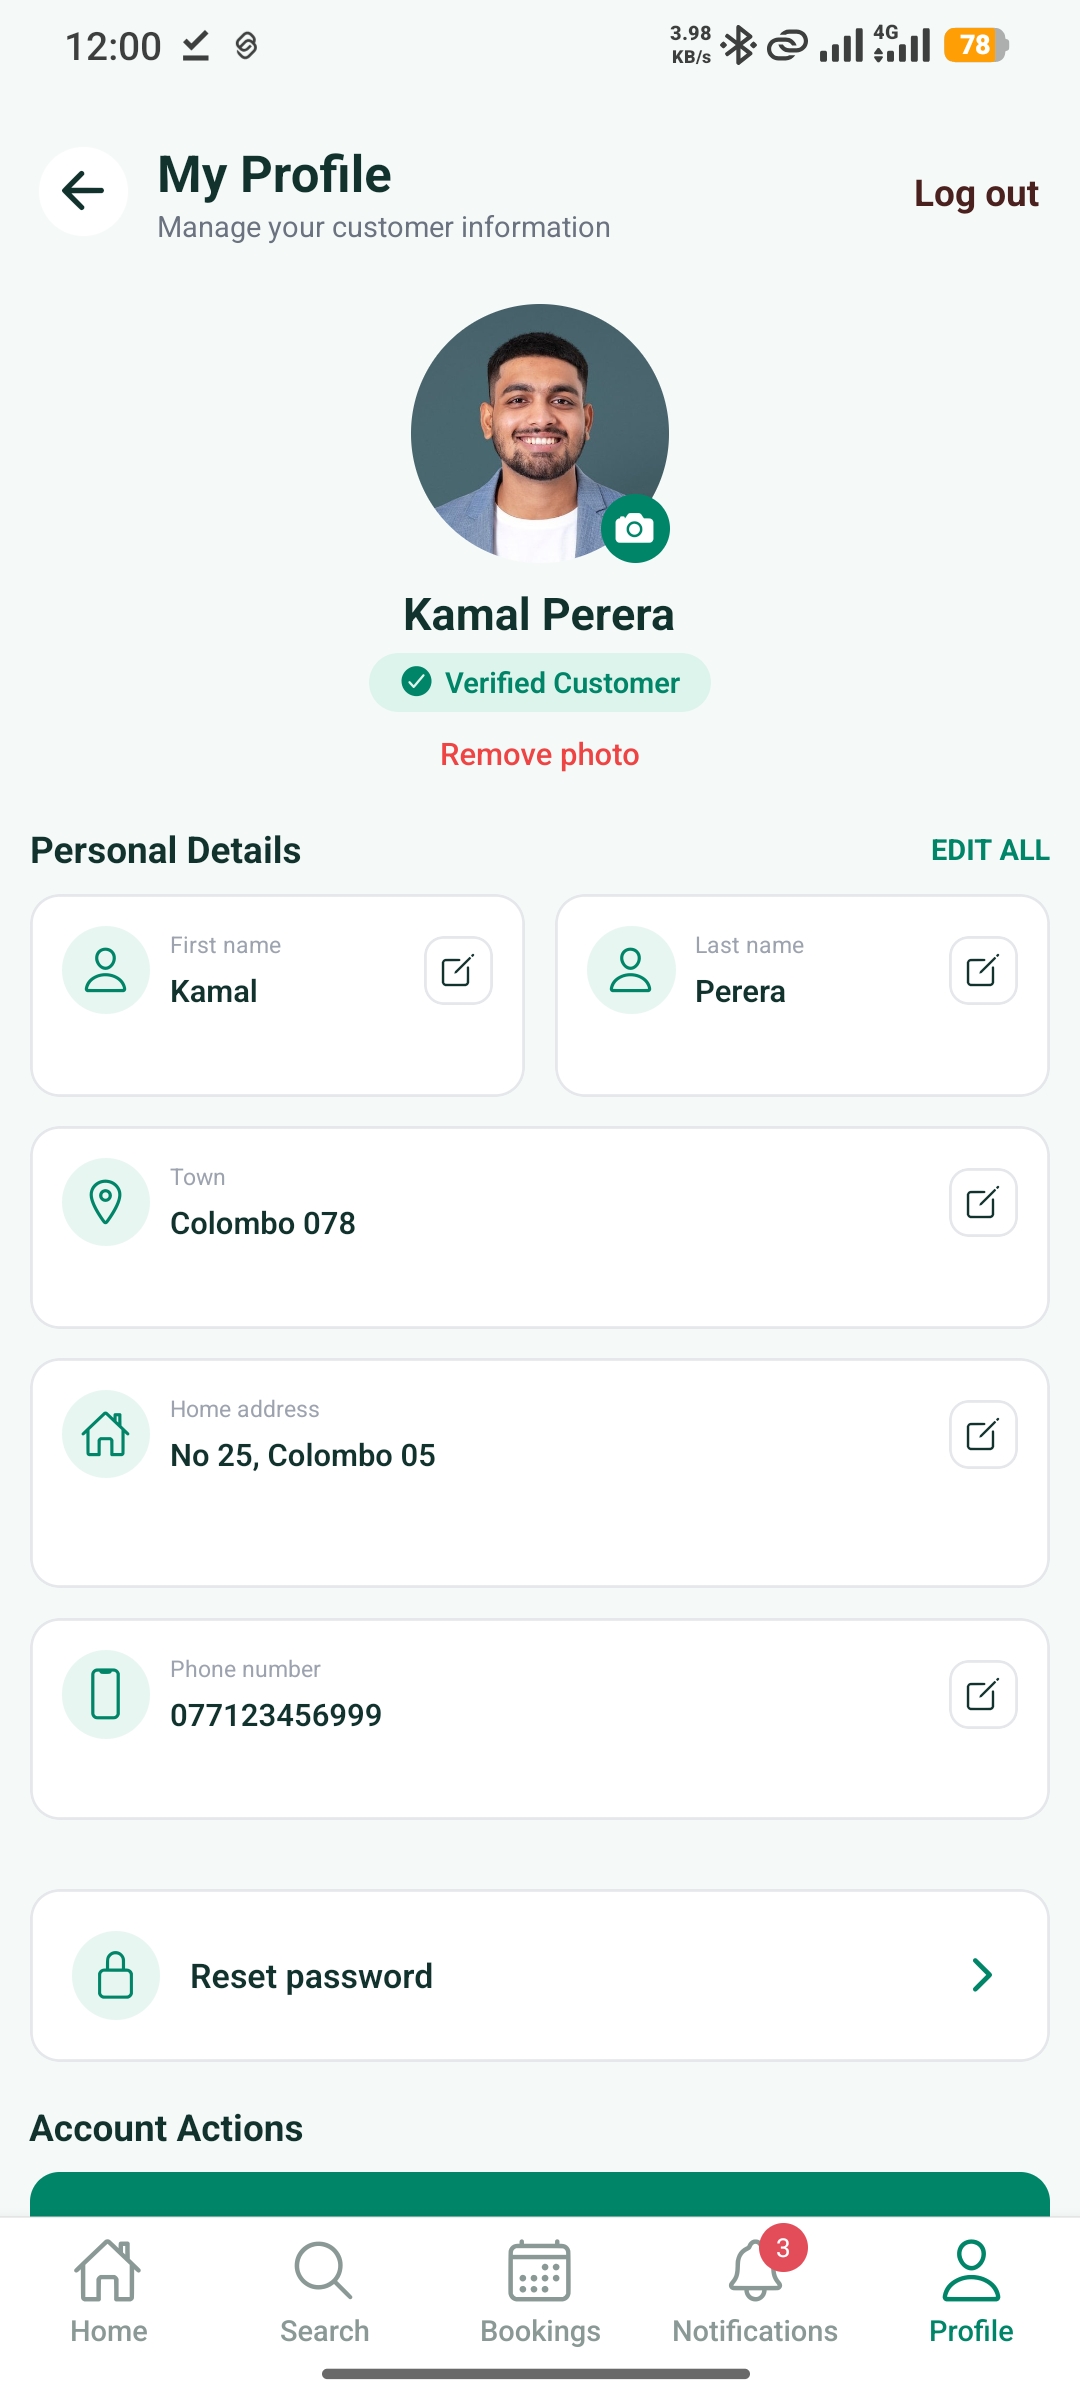 12:00
3.98 KB/s 4G 78
My Profile
Manage your customer information
Log out
Kamal Perera
Verified Customer
Remove photo
Personal Details
EDIT ALL
First name
Kamal
Last name
Perera
Town
Colombo 078
Home address
No 25, Colombo 05
Phone number
077123456999
Reset password
Account Actions
3
Home Search Bookings Notifications Profile